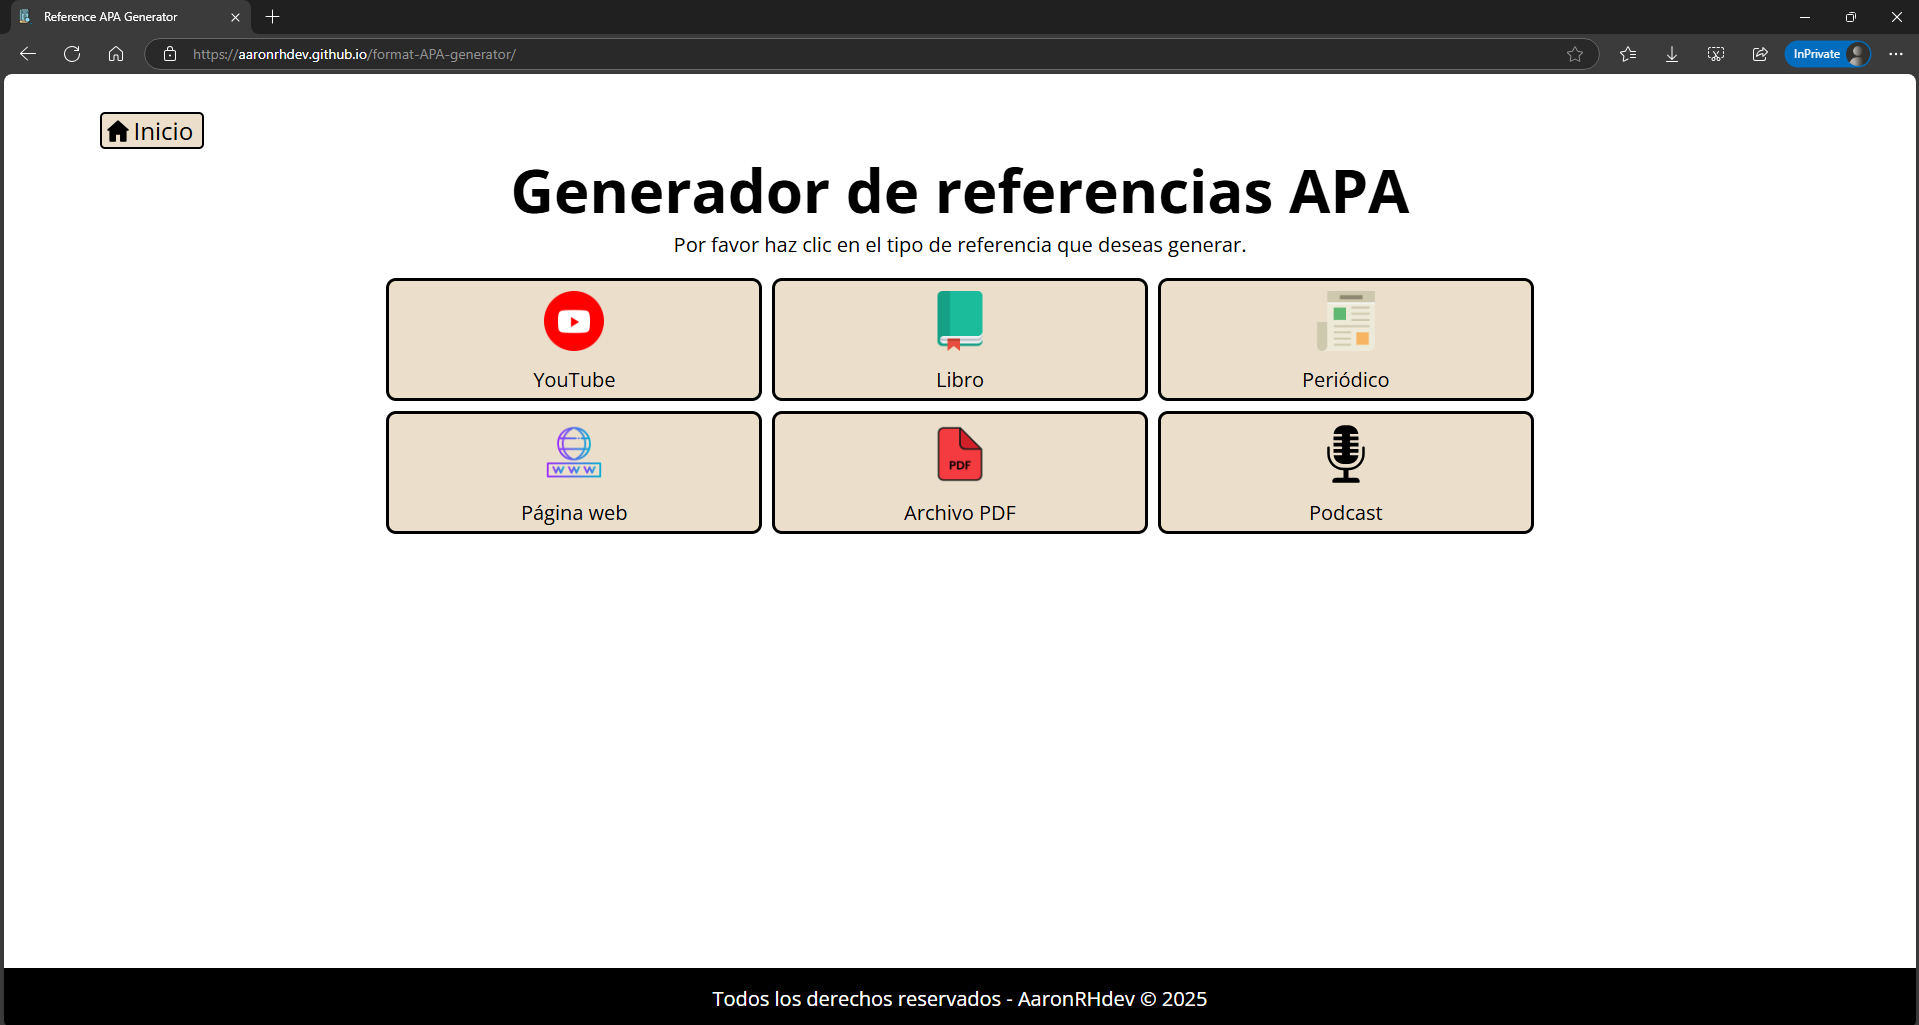 Reference APA Generator
https://aaronrhdev.github.io/format-APA-generator/
InPrivate
Inicio
Generador de referencias APA
Por favor haz clic en el tipo de referencia que deseas generar.
YouTube
Libro
Periódico
WWW
PDF
Página web
Archivo PDF
Podcast
Todos los derechos reservados - AaronRHdev © 2025